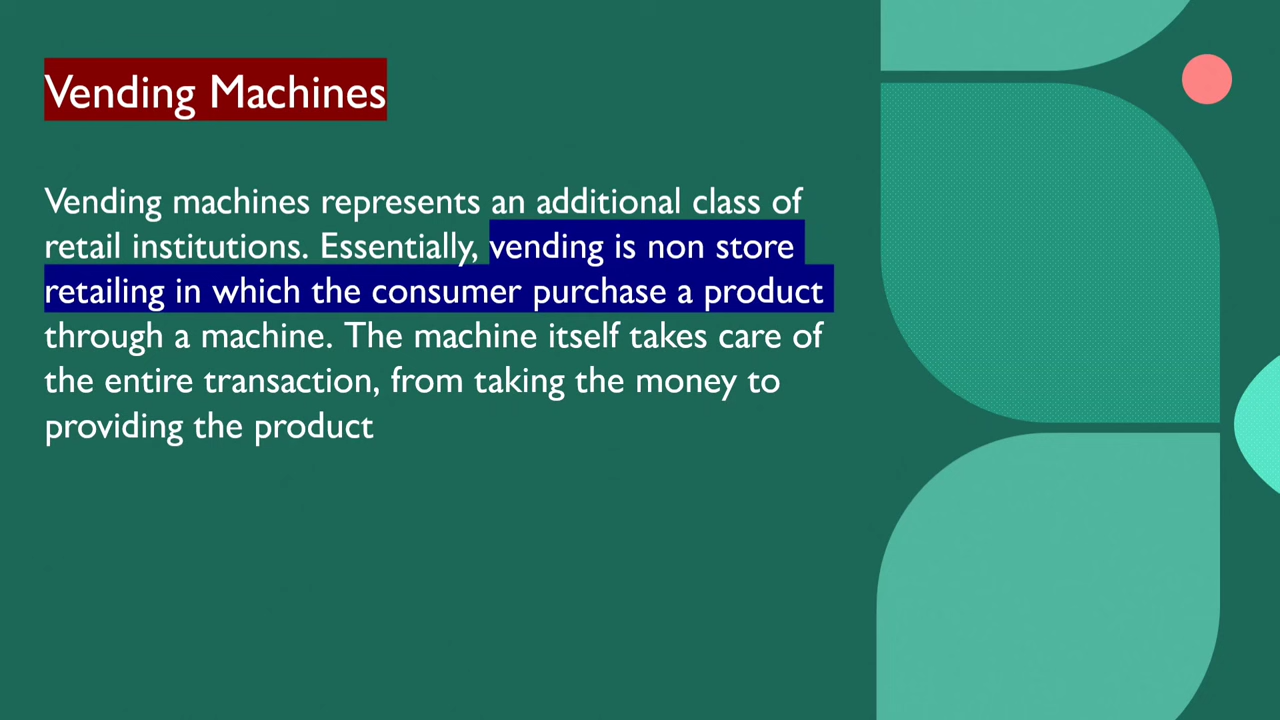 Vending Machines
Vending machines represents an additional class of
retail institutions. Essentially, vending is non store
retailing in which the consumer purchase a product
through a machine. The machine itself takes care of
the entire transaction, from taking the money to
providing the product